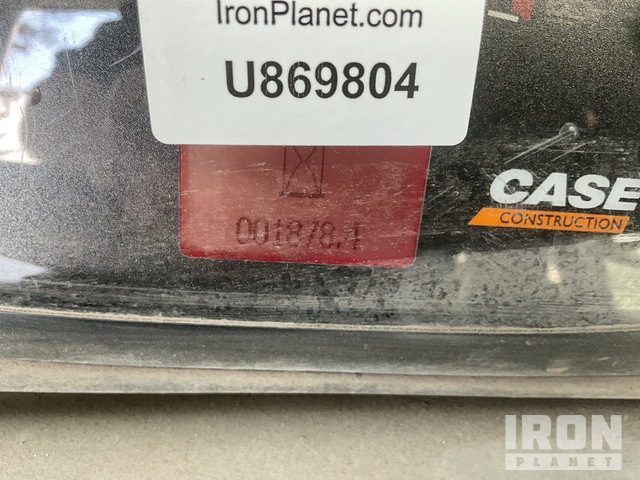 IronPlanet.com
U869804
001878.1
CASE
CONSTRUCTION
IRON
PLANET